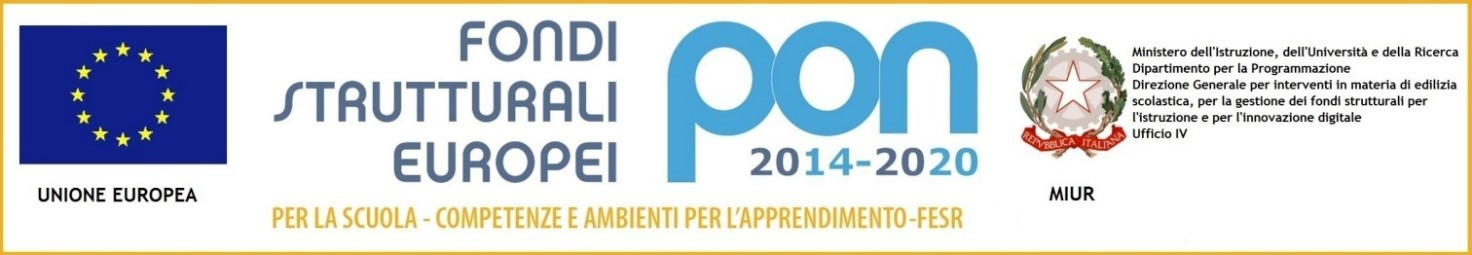 UNIONE EUROPEA
FONDI
STRUTTURALI
EUROPEI
pon
2014-2020
PER LA SCUOLA - COMPETENZE E AMBIENTI PER L'APPRENDIMENTO-FESR
REPVBBLICA ITALIANA
MIUR
Ministero dell'Istruzione, dell'Università e della Ricerca
Dipartimento per la Programmazione
Direzione Generale per interventi in materia di edilizia
scolastica, per la gestione dei fondi strutturali per
l'istruzione e per l'innovazione digitale
Ufficio IV